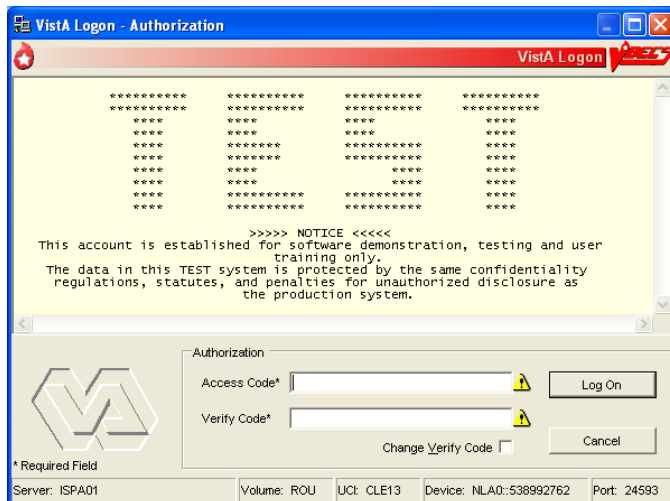 VistA Logon - Authorization
VistA Logon VBECS
********** ********** ********** **********
********** ********** ********** **********
**** **** **** ****
**** **** **** ****
**** ******* ********** ****
**** ******* ********** ****
**** **** **** ****
**** **** **** ****
**** ********** ********** ****
**** ********** ********** ****
>>>>> NOTICE <<<<<
This account is established for software demonstration, testing and user
training only.
The data in this TEST system is protected by the same confidentiality
regulations, statutes, and penalties for unauthorized disclosure as
the production system.
Authorization
Access Code*
Log On
Verify Code*
Change Verify Code
Cancel
* Required Field
Server: ISPA01 Volume: ROU UCI: CLE13 Device: NLA0::538992762 Port: 24593